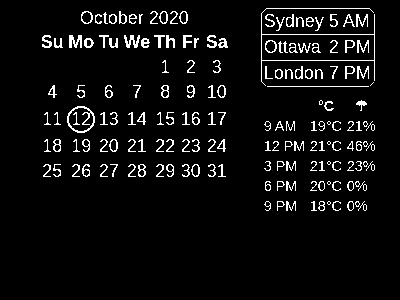 October 2020
Su Mo Tu We Th Fr Sa
1 2 3
4 5 6 7 8 9 10
11 12 13 14 15 16 17
18 19 20 21 22 23 24
25 26 27 28 29 30 31
Sydney 5 AM
Ottawa 2 PM
London 7 PM
°C ☂
9 AM 19°C 21%
12 PM 21°C 46%
3 PM 21°C 23%
6 PM 20°C 0%
9 PM 18°C 0%